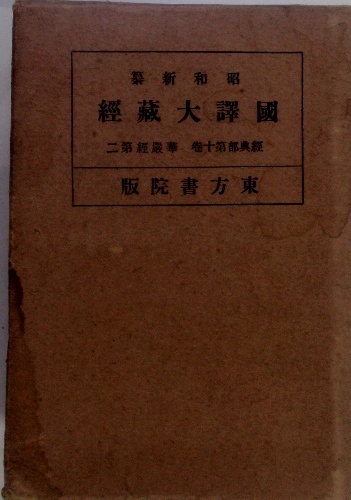 昭和新纂
國譯大藏經
經典部第十卷 華嚴經第二
東方書院版